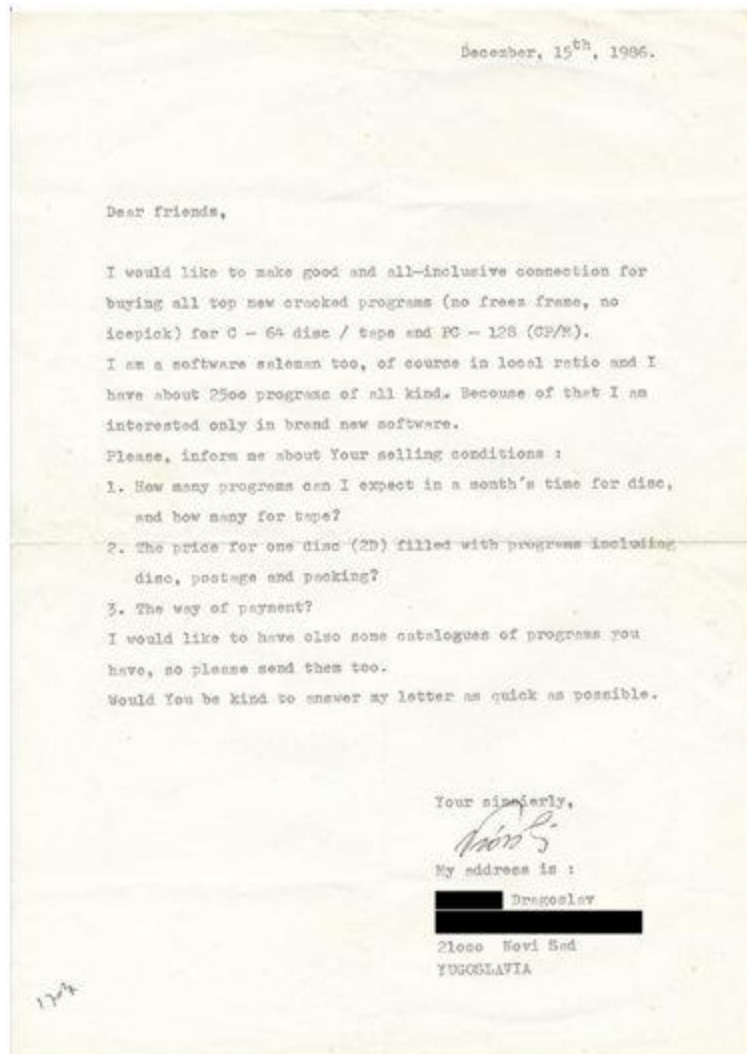 December, 15th, 1986.
Dear friends,
I would like to make good and all-inclusive connection for
buying all top new cracked programs (no freez frame, no
icepick) for C - 64 disc / tape and PC - 128 (CP/M).
I am a software saleman too, of course in local ratio and I
have about 25oo programs of all kind. Becouse of that I am
interested only in brand new software.
Please, inform me about Your selling conditions :
1. How many programs can I expect in a month's time for disc,
and how many for tape?
2. The price for one disc (2D) filled with programs including
disc, postage and packing?
3. The way of payment?
I would like to have olso some catalogues of programs you
have, so please send them too.
Would You be kind to answer my letter as quick as possible.
Your sincierly,
My address is :
Dragoslav
21ooo Novi Sad
YUGOSLAVIA